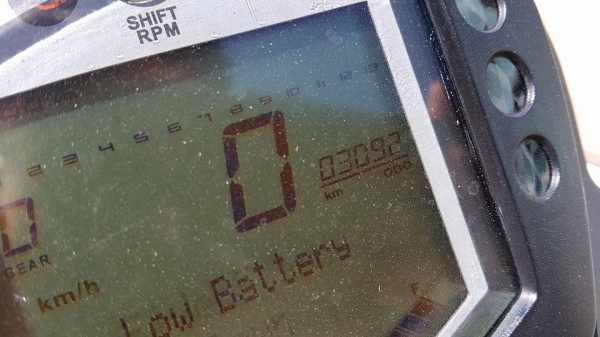 SHIFT
RPM
2 3 4 5 6 7 8 9 10 11 12 13
0
03092
km ODO
0
GEAR
km/h
Low Battery
F